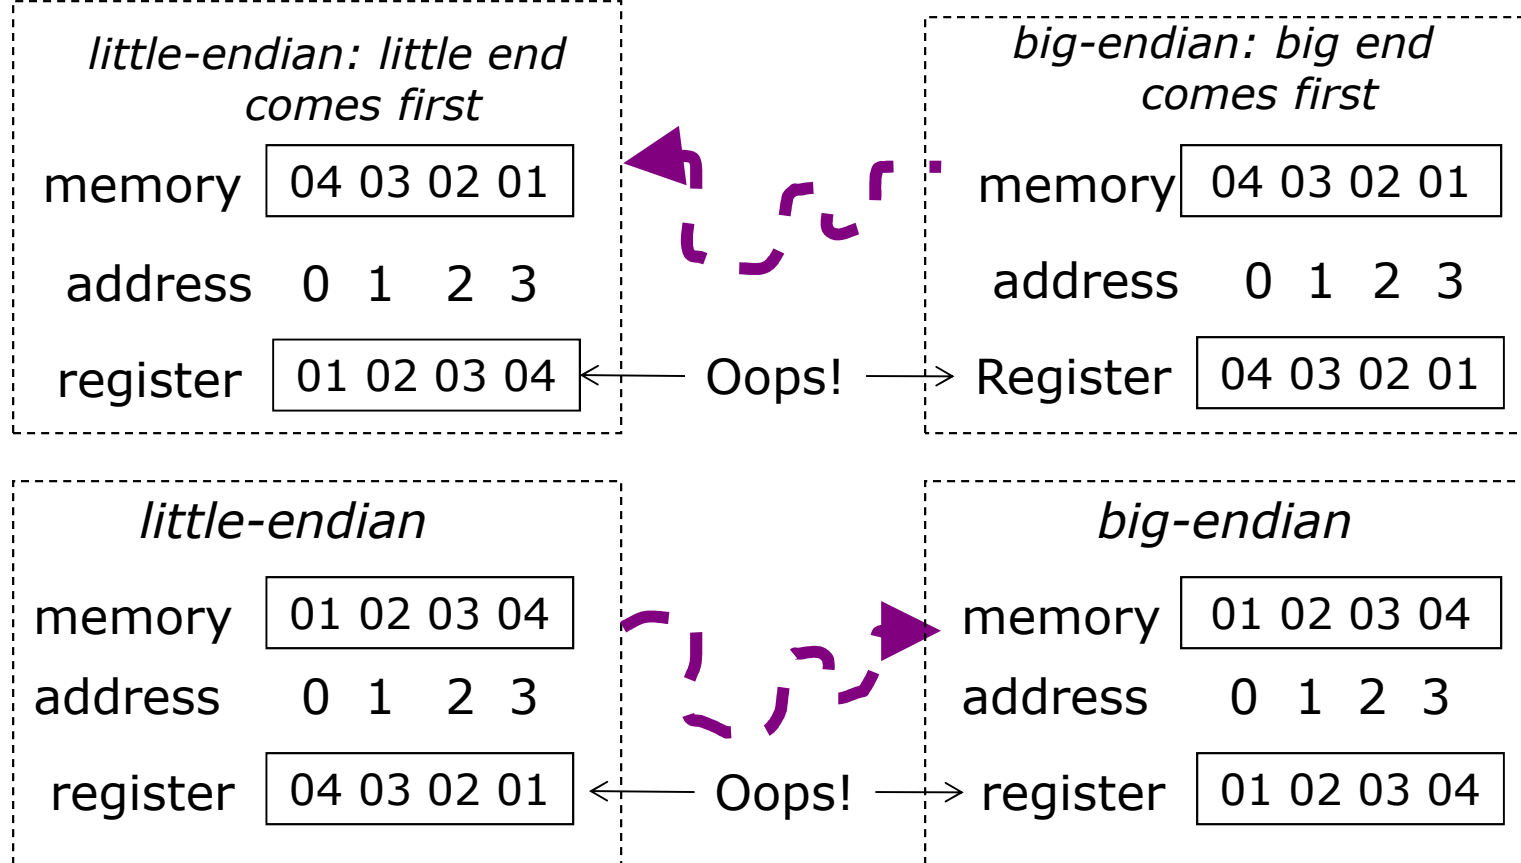 little-endian: little end
comes first
memory 04 03 02 01
address 0 1 2 3
register 01 02 03 04
Oops!
big-endian: big end
comes first
memory 04 03 02 01
address 0 1 2 3
Register 04 03 02 01
little-endian
memory 01 02 03 04
address 0 1 2 3
register 04 03 02 01
Oops!
big-endian
memory 01 02 03 04
address 0 1 2 3
register 01 02 03 04